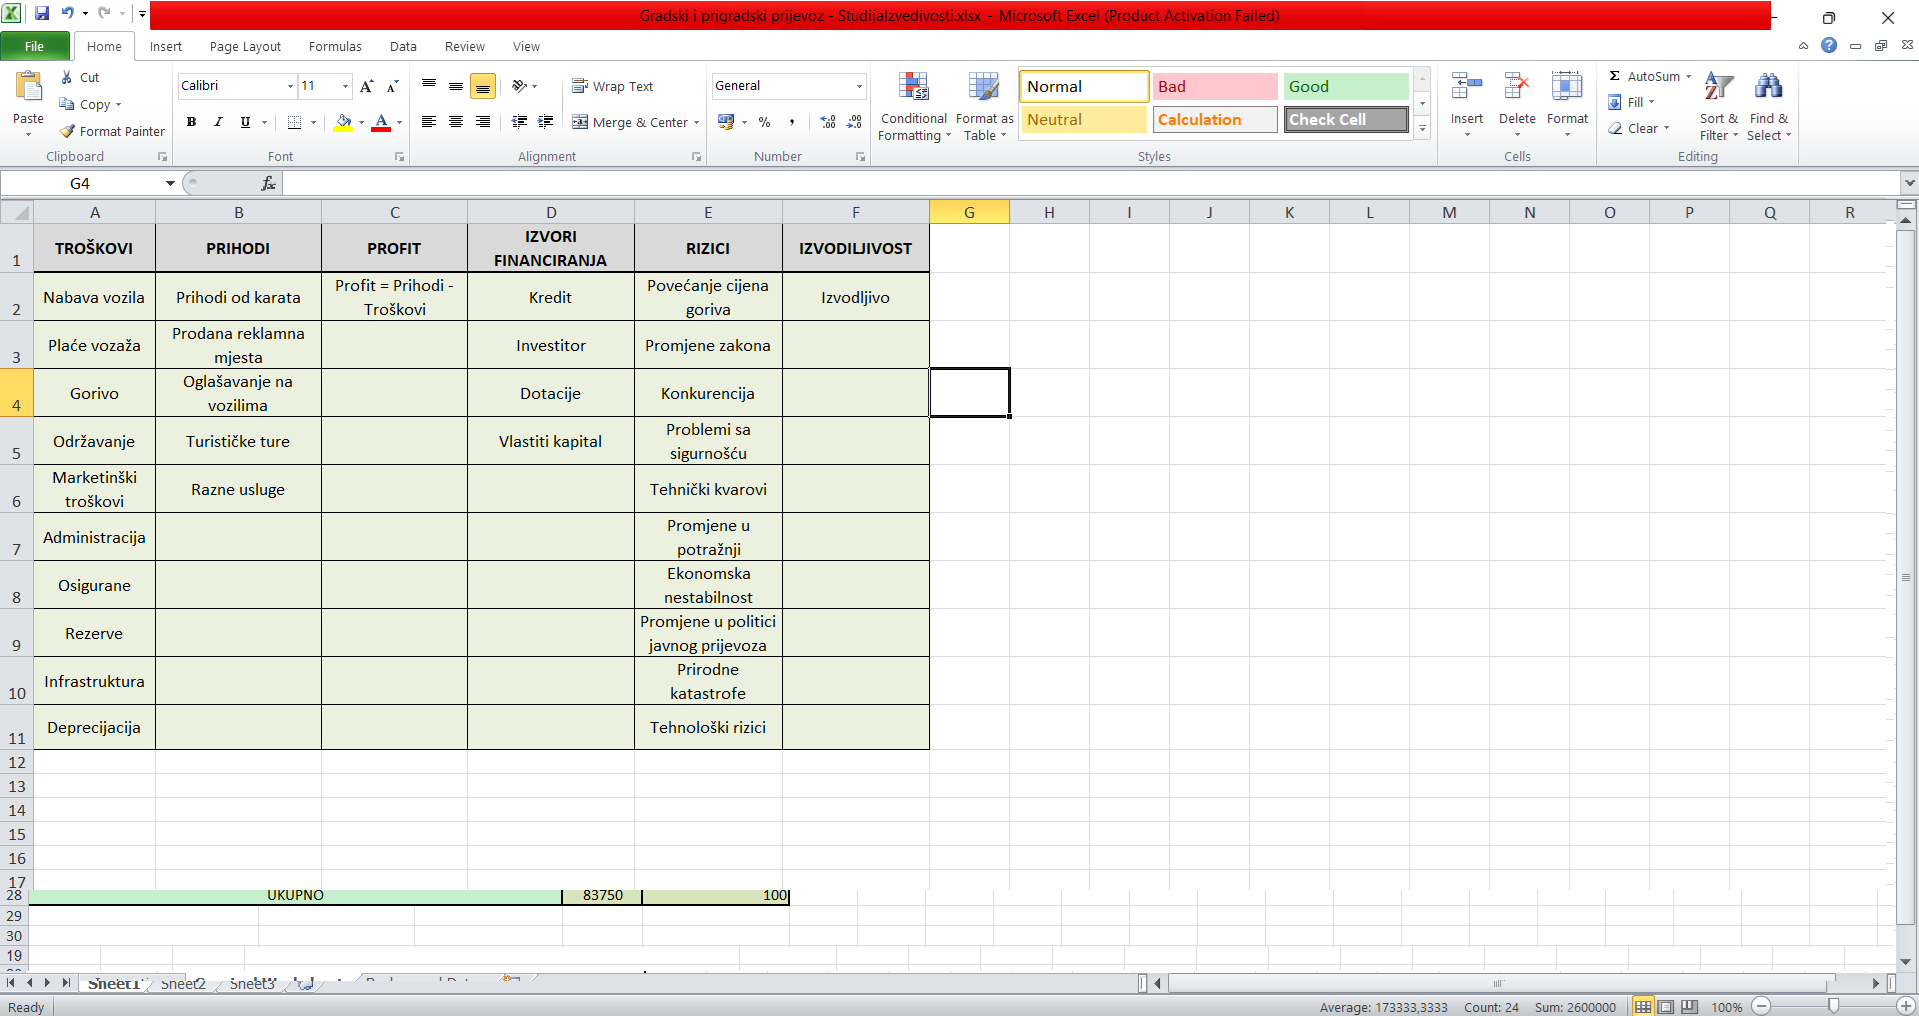 Gradski i prigradski prijevoz - StudijaIzvedivosti.xlsx - Microsoft Excel (Product Activation Failed)
File Home Insert Page Layout Formulas Data Review View
Paste
Cut
Copy
Format Painter
Clipboard
Calibri 11
B I U
Font
Wrap Text
Merge & Center
Alignment
General
Number
Conditional Formatting
Format as Table
Normal Bad Good
Neutral Calculation Check Cell
Styles
Insert Delete Format
Cells
AutoSum
Fill
Clear
Sort & Filter
Find & Select
Editing
G4
fx
A B C D E F G H I J K L M N O P Q R
1 TROŠKOVI PRIHODI PROFIT IZVORI FINANCIRANJA RIZICI IZVODILJIVOST
2 Nabava vozila Prihodi od karata Profit = Prihodi - Troškovi Kredit Povećanje cijena goriva Izvodljivo
3 Plaće vozaža Prodana reklamna mjesta Investitor Promjene zakona
4 Gorivo Oglašavanje na vozilima Dotacije Konkurencija
5 Održavanje Turističke ture Vlastiti kapital Problemi sa sigurnošću
6 Marketinški troškovi Razne usluge Tehnički kvarovi
7 Administracija Promjene u potražnji
8 Osigurane Ekonomska nestabilnost
9 Rezerve Promjene u politici javnog prijevoza
10 Infrastruktura Prirodne katastrofe
11 Deprecijacija Tehnološki rizici
12
13
14
15
16
17
28 UKUPNO 83750 100
29
30
19
Sheet1 Sheet2 Sheet3
Ready Average: 173333,3333 Count: 24 Sum: 2600000 100%